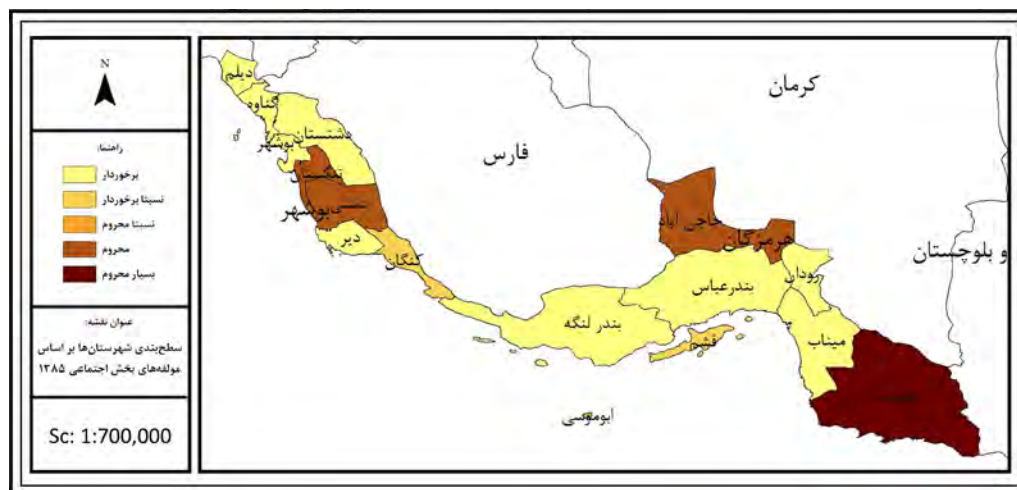 N
راهنما:
برخوردار
نسبتا برخوردار
نسبتا محروم
محروم
بسیار محروم
عنوان نقشه:
سطح‌بندی شهرستان‌ها بر اساس
مولفه‌های بخش اجتماعی ۱۳۸۵
Sc: 1:700,000
دیلم
گناوه
دشتستان
بوشهر
تنگستان
بوشهر
دیر
کنگان
فارس
کرمان
حاجی آباد
هرمزگان
و بلوچستان
رودان
بندرعباس
بندر لنگه
میناب
قشم
ابوموسی